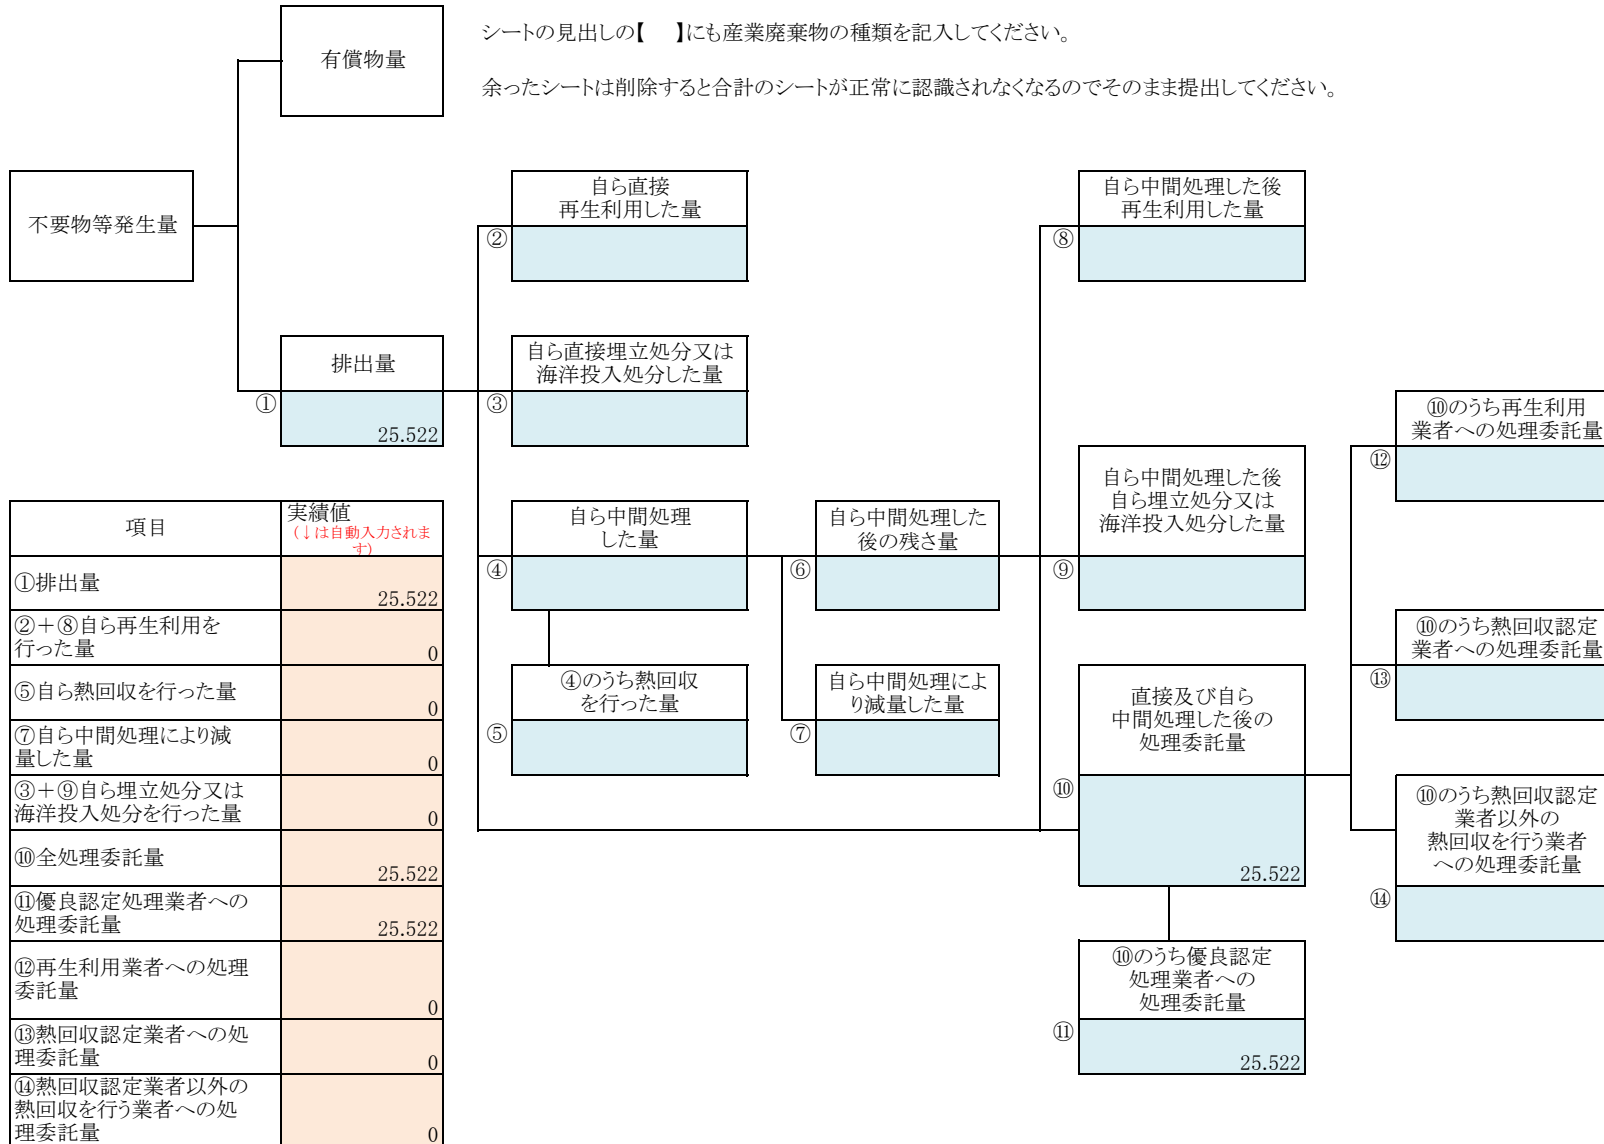 シートの見出しの【　】にも産業廃棄物の種類を記入してください。
有償物量
余ったシートは削除すると合計のシートが正常に認識されなくなるのでそのまま提出してください。
不要物等発生量
自ら直接
再生利用した量
②
自ら中間処理した後
再生利用した量
⑧
排出量
①
25.522
自ら直接埋立処分又は
海洋投入処分した量
③
⑩のうち再生利用
業者への処理委託量
⑫
自ら中間処理
した量
④
自ら中間処理した
後の残さ量
⑥
自ら中間処理した後
自ら埋立処分又は
海洋投入処分した量
⑨
⑩のうち熱回収認定
業者への処理委託量
⑬
④のうち熱回収
を行った量
⑤
自ら中間処理によ
り減量した量
⑦
直接及び自ら
中間処理した後の
処理委託量
⑩
25.522
⑩のうち熱回収認定
業者以外の
熱回収を行う業者
への処理委託量
⑭
⑩のうち優良認定
処理業者への
処理委託量
⑪
25.522
項目
実績値
(↓は自動入力されま
す)
①排出量
25.522
②＋⑧自ら再生利用を
行った量
0
⑤自ら熱回収を行った量
0
⑦自ら中間処理により減
量した量
0
③＋⑨自ら埋立処分又は
海洋投入処分を行った量
0
⑩全処理委託量
25.522
⑪優良認定処理業者への
処理委託量
25.522
⑫再生利用業者への処理
委託量
0
⑬熱回収認定業者への処
理委託量
0
⑭熱回収認定業者以外の
熱回収を行う業者への処
理委託量
0